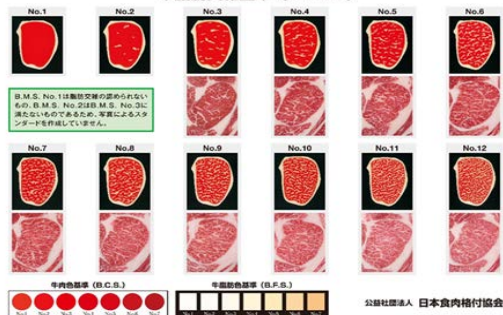 No.1 No.2 No.3 No.4 No.5 No.6
B.M.S. No.1は脂肪交雑の認められない
もの、B.M.S. No.2はB.M.S. No.3に
満たないものであるため、写真によるスタ
ンダードを作成していません。
No.7 No.8 No.9 No.10 No.11 No.12
牛肉色基準（B.C.S.） 牛脂肪色基準（B.F.S.）
公益社団法人 日本食肉格付協会